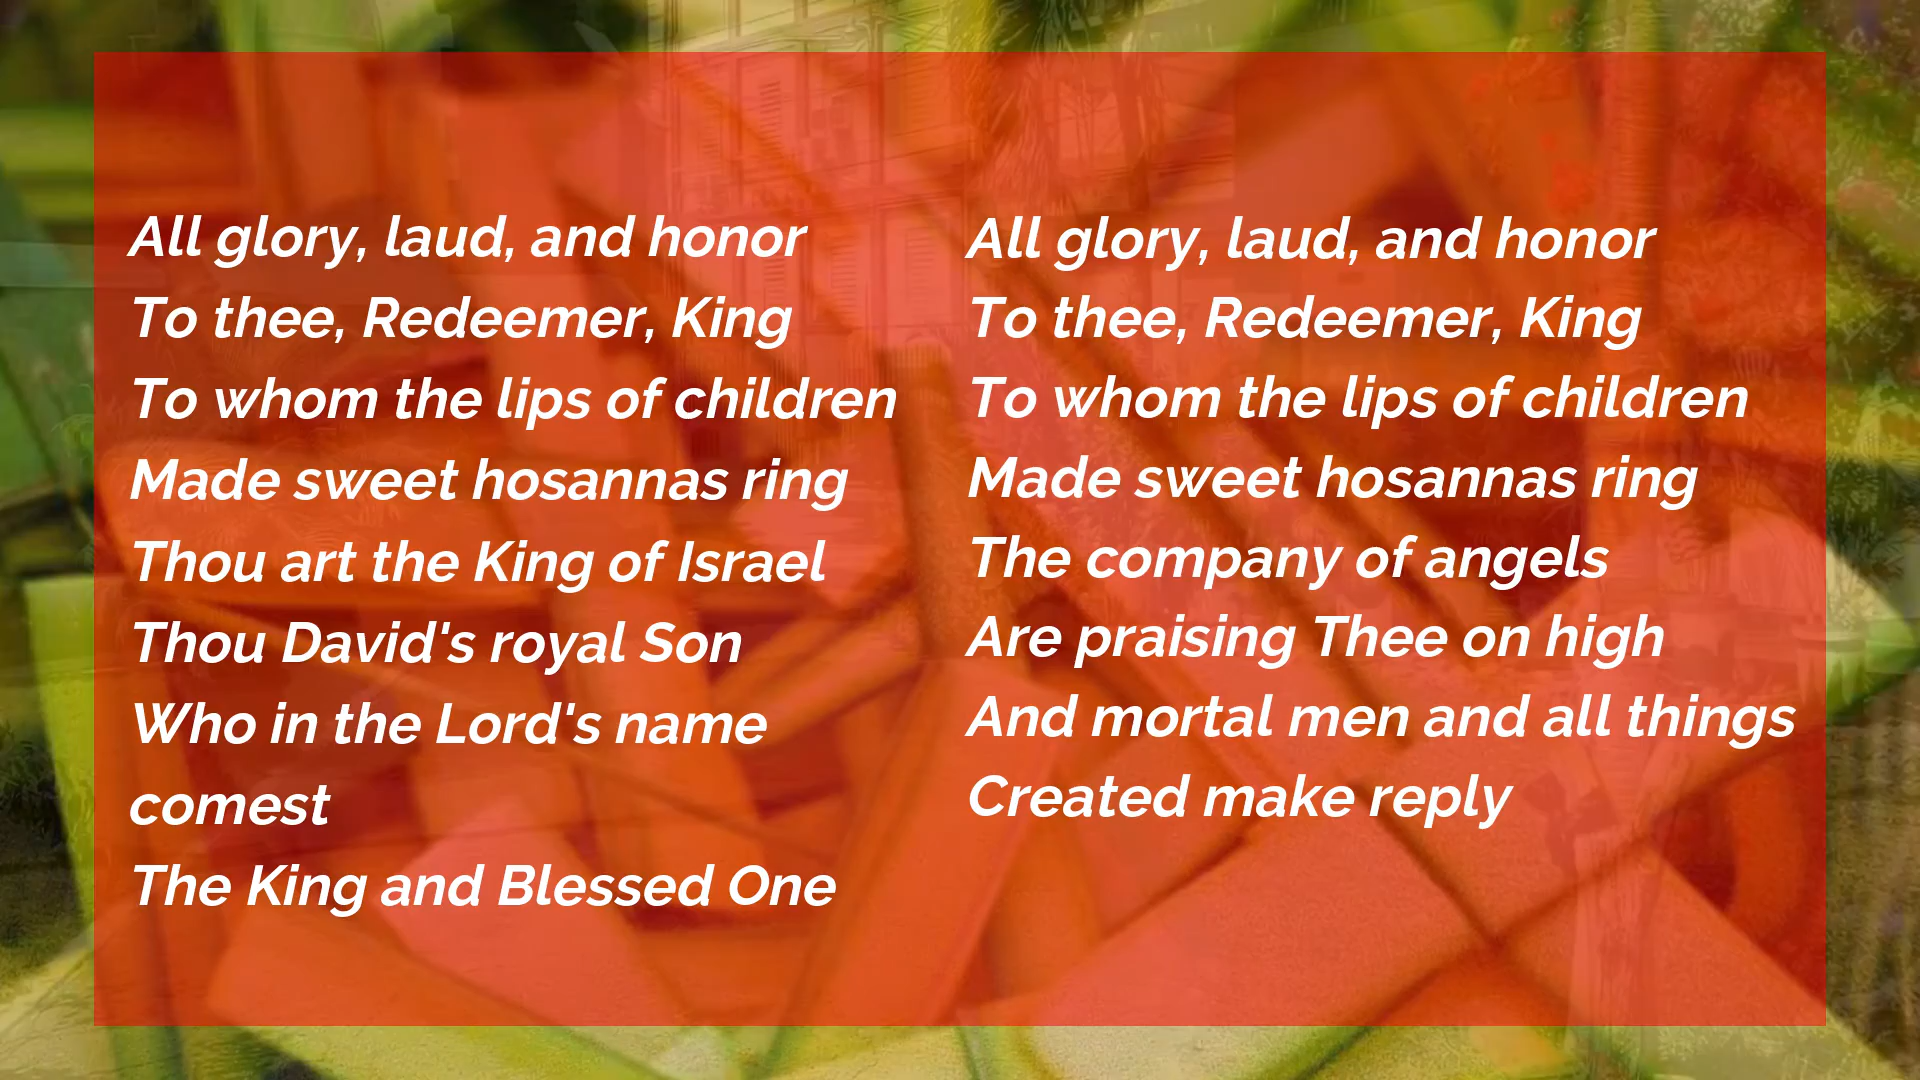 All glory, laud, and honor
To thee, Redeemer, King
To whom the lips of children
Made sweet hosannas ring
Thou art the King of Israel
Thou David's royal Son
Who in the Lord's name
comest
The King and Blessed One
All glory, laud, and honor
To thee, Redeemer, King
To whom the lips of children
Made sweet hosannas ring
The company of angels
Are praising Thee on high
And mortal men and all things
Created make reply